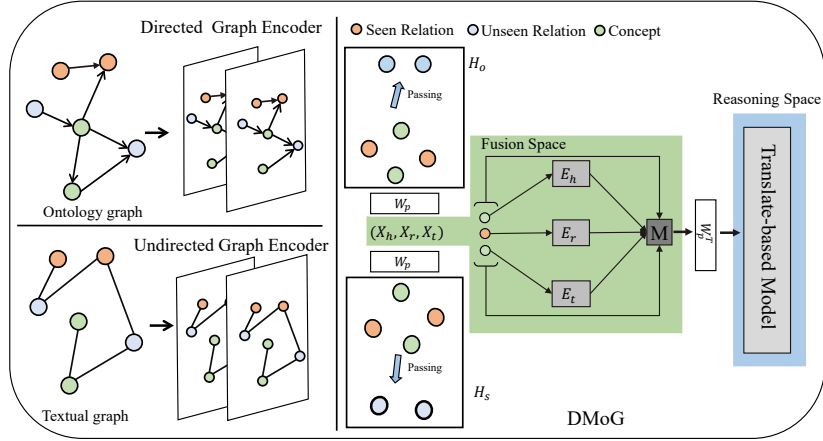 Directed Graph Encoder
Ontology graph
Undirected Graph Encoder
Textual graph
Seen Relation
Unseen Relation
Concept
H_o
Passing
W_p
(X_h, X_r, X_t)
W_p
Passing
H_s
Fusion Space
E_h
E_r
E_t
M
W_p^T
Reasoning Space
Translate-based Model
DMoG